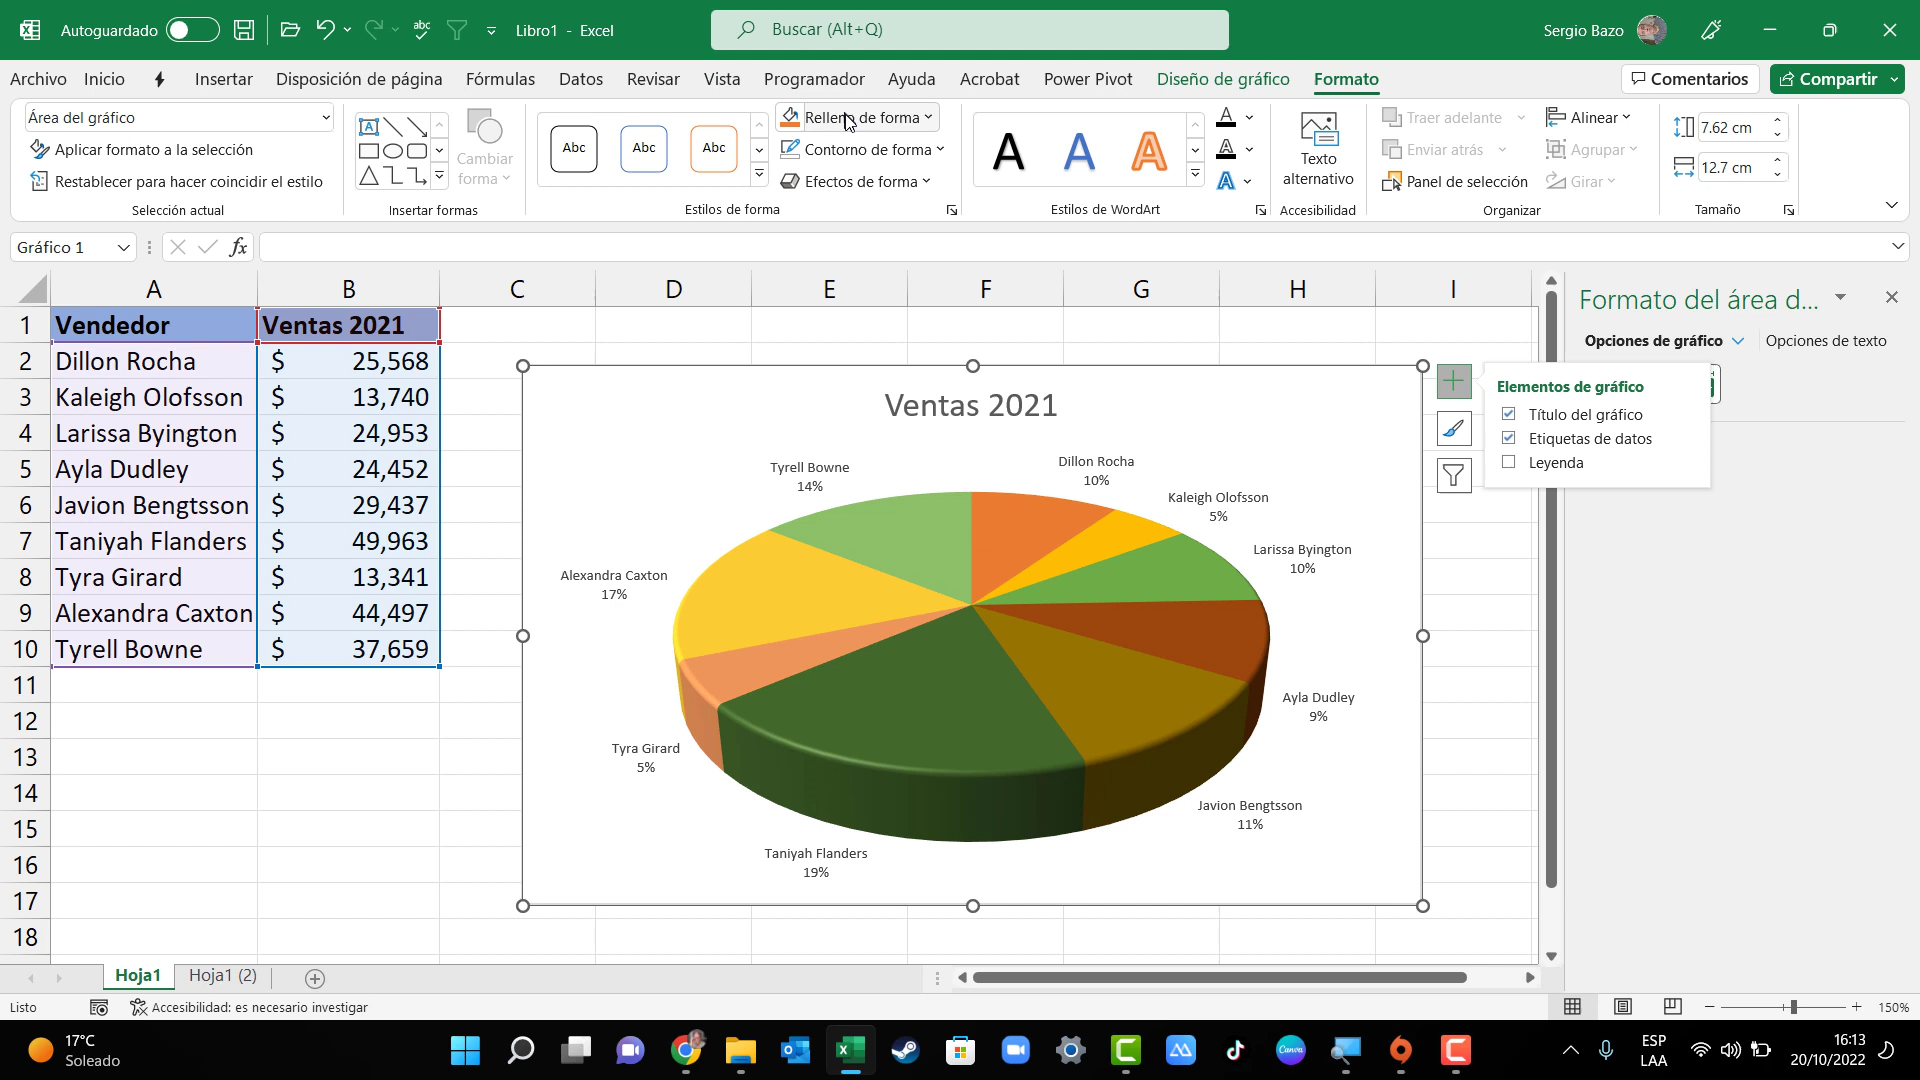 Autoguardado
abc
Libro1 - Excel
Buscar (Alt+Q)
Sergio Bazo
Archivo Inicio Insertar Disposición de página Fórmulas Datos Revisar Vista Programador Ayuda Acrobat Power Pivot Diseño de gráfico Formato
Comentarios
Compartir
Área del gráfico
Aplicar formato a la selección
Restablecer para hacer coincidir el estilo
Selección actual
A
Cambiar
forma
Insertar formas
Abc Abc Abc
Relleno de forma
Contorno de forma
Efectos de forma
Estilos de forma
A A A
A
A
A
Estilos de WordArt
Texto
alternativo
Accesibilidad
Traer adelante
Enviar atrás
Panel de selección
Alinear
Agrupar
Girar
Organizar
7.62 cm
12.7 cm
Tamaño
Gráfico 1
fx
A B C D E F G H I
1 Vendedor Ventas 2021
2 Dillon Rocha $ 25,568
3 Kaleigh Olofsson $ 13,740
4 Larissa Byington $ 24,953
5 Ayla Dudley $ 24,452
6 Javion Bengtsson $ 29,437
7 Taniyah Flanders $ 49,963
8 Tyra Girard $ 13,341
9 Alexandra Caxton $ 44,497
10 Tyrell Bowne $ 37,659
11
12
13
14
15
16
17
18
Ventas 2021
Tyrell Bowne
14%
Dillon Rocha
10%
Kaleigh Olofsson
5%
Larissa Byington
10%
Alexandra Caxton
17%
Ayla Dudley
9%
Tyra Girard
5%
Javion Bengtsson
11%
Taniyah Flanders
19%
Formato del área d...
Opciones de gráfico
Opciones de texto
Elementos de gráfico
Título del gráfico
Etiquetas de datos
Leyenda
Hoja1 Hoja1 (2)
Listo
Accesibilidad: es necesario investigar
150%
17°C
Soleado
Canva
ESP
LAA
16:13
20/10/2022